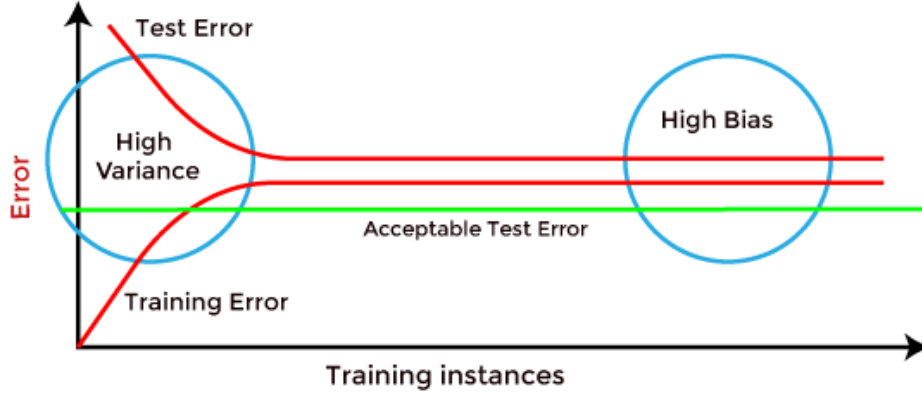 Test Error
High
Variance
High Bias
Error
Acceptable Test Error
Training Error
Training instances